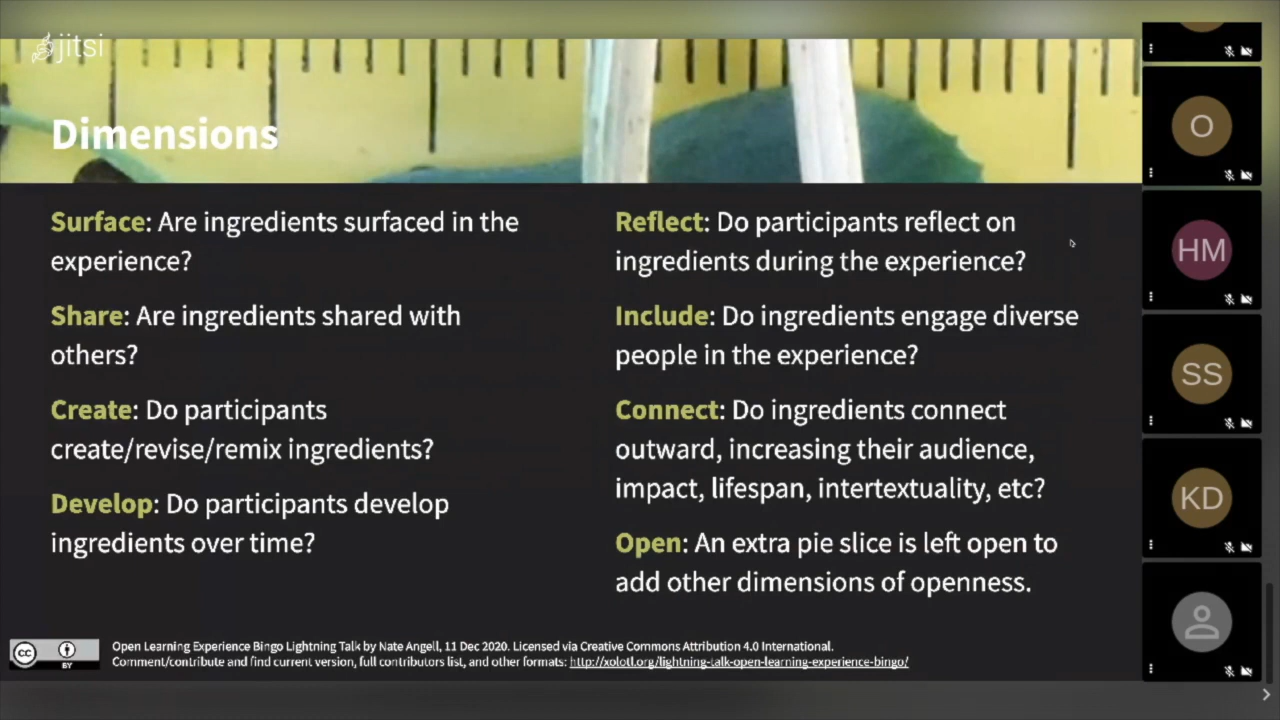 jitsi
Dimensions
Surface: Are ingredients surfaced in the
experience?
Share: Are ingredients shared with
others?
Create: Do participants
create/revise/remix ingredients?
Develop: Do participants develop
ingredients over time?
Reflect: Do participants reflect on
ingredients during the experience?
Include: Do ingredients engage diverse
people in the experience?
Connect: Do ingredients connect
outward, increasing their audience,
impact, lifespan, intertextuality, etc?
Open: An extra pie slice is left open to
add other dimensions of openness.
cc
BY
Open Learning Experience Bingo Lightning Talk by Nate Angell, 11 Dec 2020. Licensed via Creative Commons Attribution 4.0 International.
Comment/contribute and find current version, full contributors list, and other formats: http://xolotl.org/lightning-talk-open-learning-experience-bingo/
O
HM
SS
KD